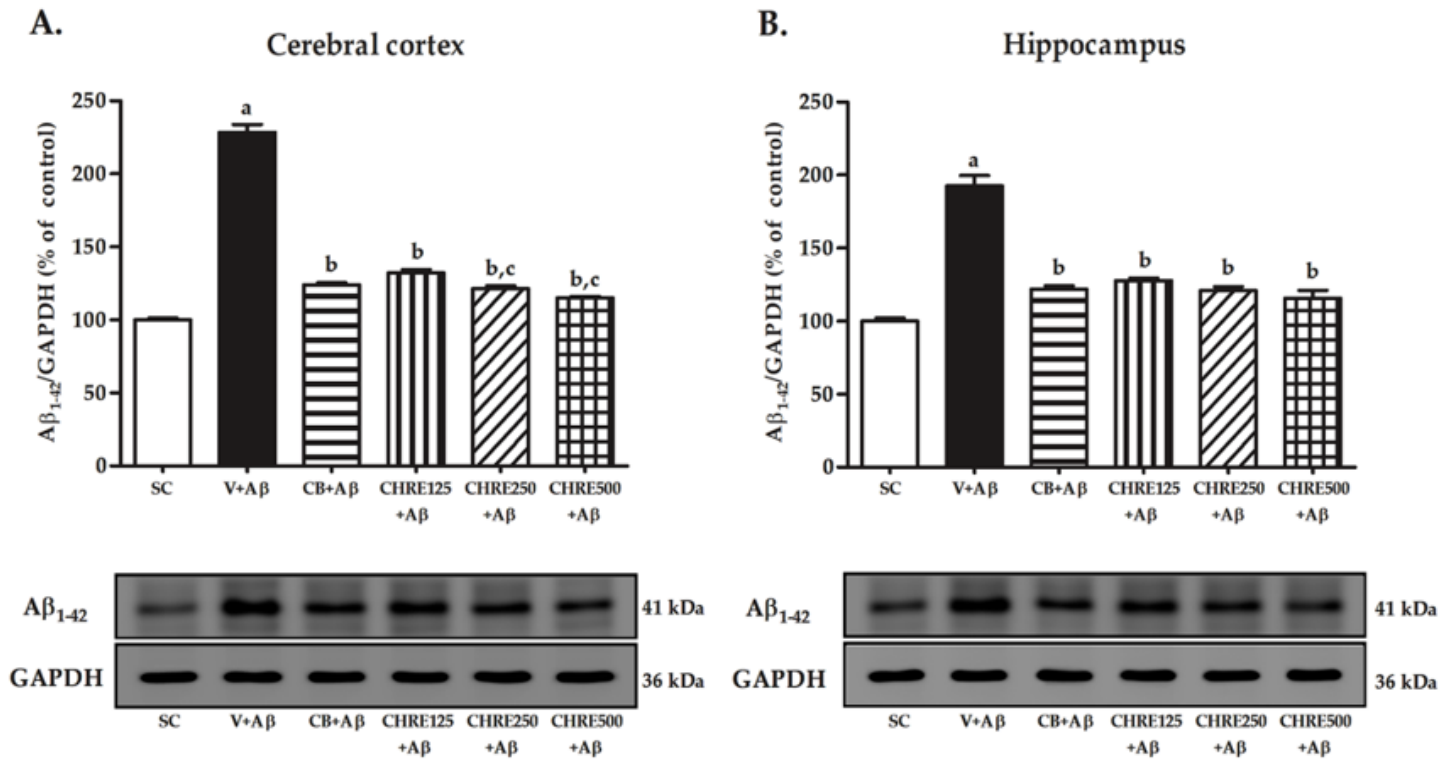 A.
Cerebral cortex
Aβ1-42/GAPDH (% of control)
250
200
150
100
50
0
a
b
b
b,c
b,c
SC
V+Aβ
CB+Aβ
CHRE125
+Aβ
CHRE250
+Aβ
CHRE500
+Aβ
Aβ1-42
41 kDa
GAPDH
36 kDa
SC
V+Aβ
CB+Aβ
CHRE125
+Aβ
CHRE250
+Aβ
CHRE500
+Aβ
B.
Hippocampus
Aβ1-42/GAPDH (% of control)
250
200
150
100
50
0
a
b
b
b
b
SC
V+Aβ
CB+Aβ
CHRE125
+Aβ
CHRE250
+Aβ
CHRE500
+Aβ
Aβ1-42
41 kDa
GAPDH
36 kDa
SC
V+Aβ
CB+Aβ
CHRE125
+Aβ
CHRE250
+Aβ
CHRE500
+Aβ